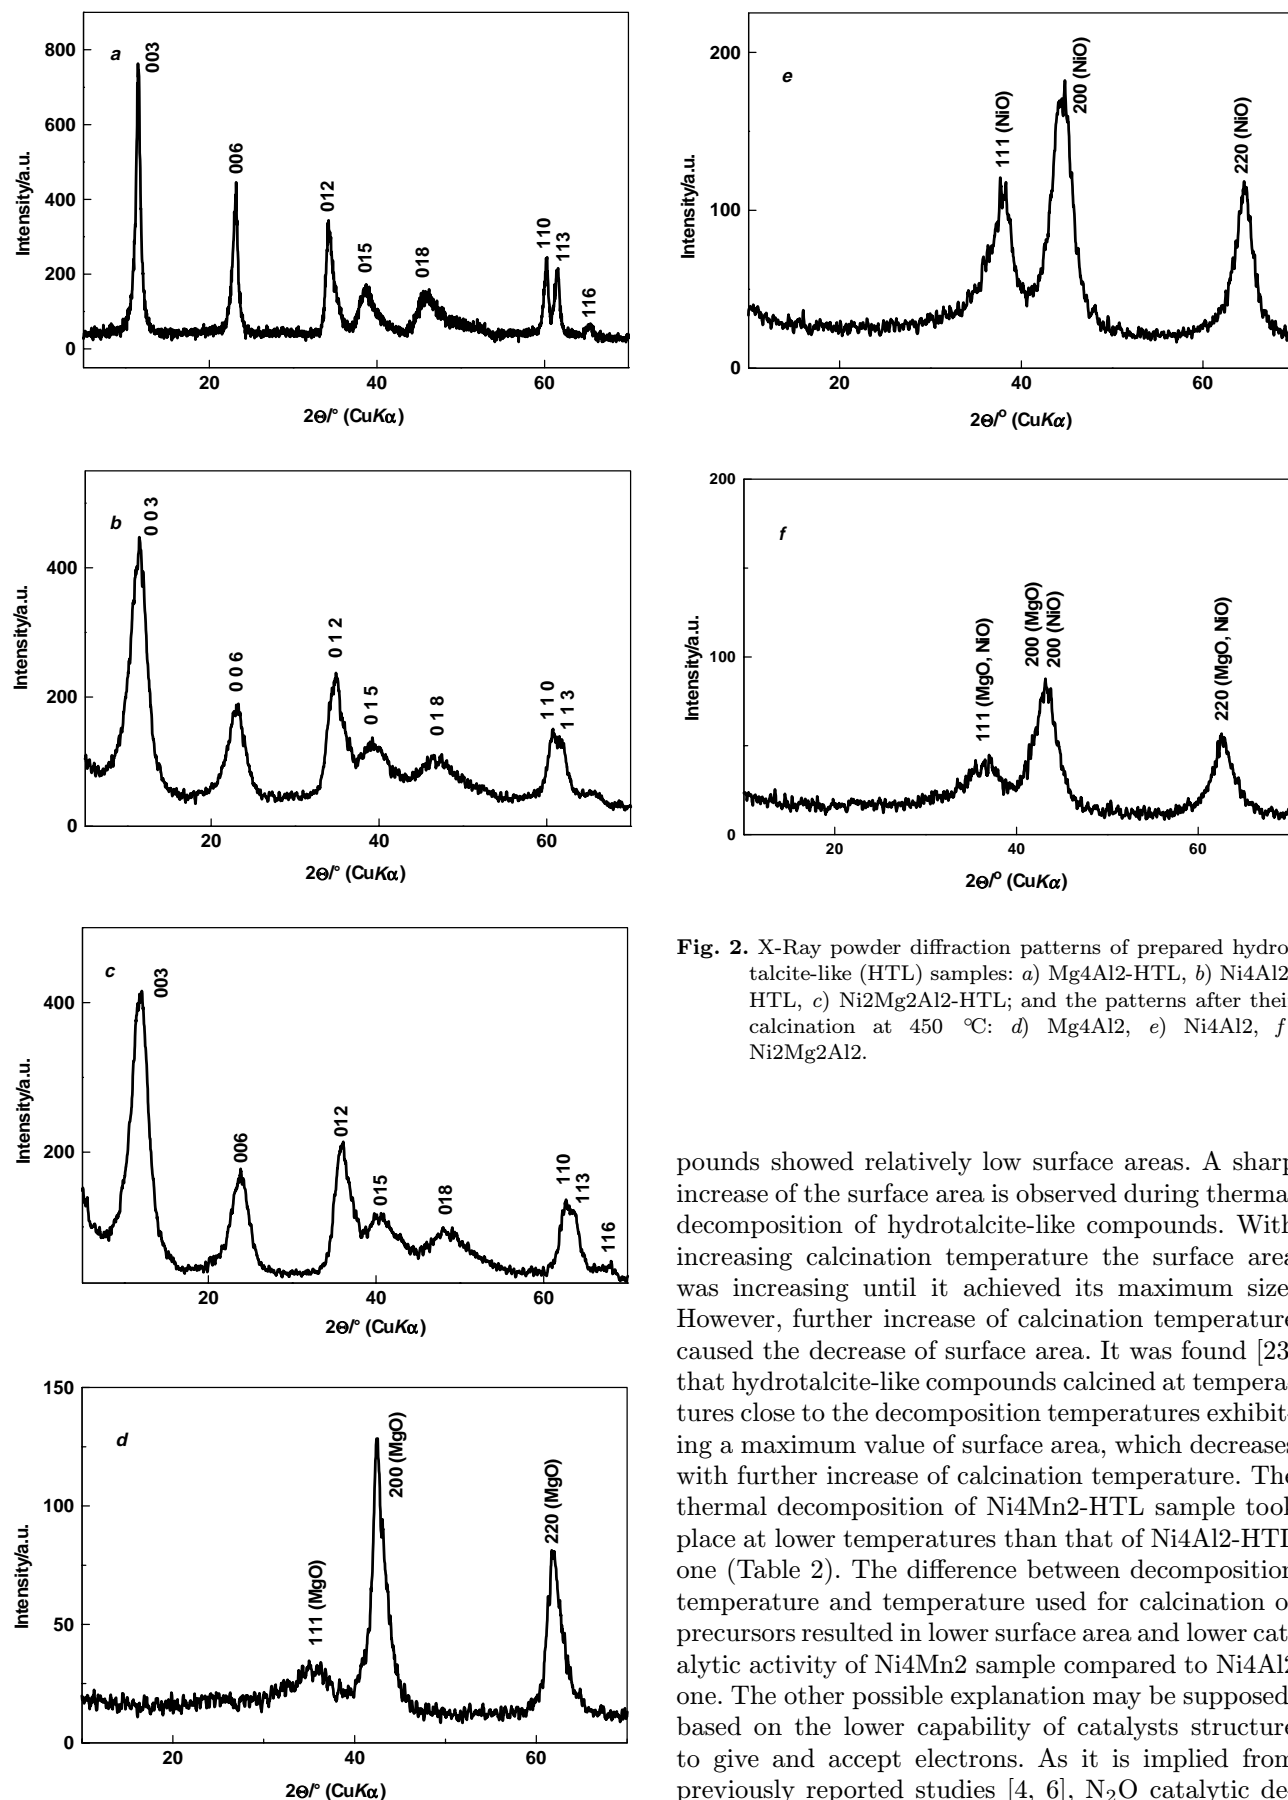 a
003
006
012
015
018
110
113
116
800
600
400
200
0
20 40 60
Intensity/a.u.
2Θ/° (CuKα)
b
0 0 3
0 0 6
0 1 2
0 1 5
0 1 8
1 1 0
1 1 3
400
200
0
20 40 60
Intensity/a.u.
2Θ/° (CuKα)
c
003
006
012
015
018
110
113
116
400
200
20 40 60
Intensity/a.u.
2Θ/° (CuKα)
d
111 (MgO)
200 (MgO)
220 (MgO)
150
100
50
0
20 40 60
Intensity/a.u.
2Θ/° (CuKα)
e
111 (NiO)
200 (NiO)
220 (NiO)
200
100
0
20 40 60
Intensity/a.u.
2Θ/° (CuKα)
f
111 (MgO, NiO)
200 (MgO)
200 (NiO)
220 (MgO, NiO)
200
100
0
20 40 60
Intensity/a.u.
2Θ/° (CuKα)
Fig. 2. X-Ray powder diffraction patterns of prepared hydro
talcite-like (HTL) samples: a) Mg4Al2-HTL, b) Ni4Al2
HTL, c) Ni2Mg2Al2-HTL; and the patterns after thei
calcination at 450 °C: d) Mg4Al2, e) Ni4Al2, f
Ni2Mg2Al2.
pounds showed relatively low surface areas. A sharp
increase of the surface area is observed during therma
decomposition of hydrotalcite-like compounds. With
increasing calcination temperature the surface area
was increasing until it achieved its maximum size
However, further increase of calcination temperature
caused the decrease of surface area. It was found [23
that hydrotalcite-like compounds calcined at tempera
tures close to the decomposition temperatures exhibit
ing a maximum value of surface area, which decreases
with further increase of calcination temperature. The
thermal decomposition of Ni4Mn2-HTL sample took
place at lower temperatures than that of Ni4Al2-HTL
one (Table 2). The difference between decomposition
temperature and temperature used for calcination o
precursors resulted in lower surface area and lower cat
alytic activity of Ni4Mn2 sample compared to Ni4Al2
one. The other possible explanation may be supposed
based on the lower capability of catalysts structure
to give and accept electrons. As it is implied from
previously reported studies [4, 6], N₂O catalytic de